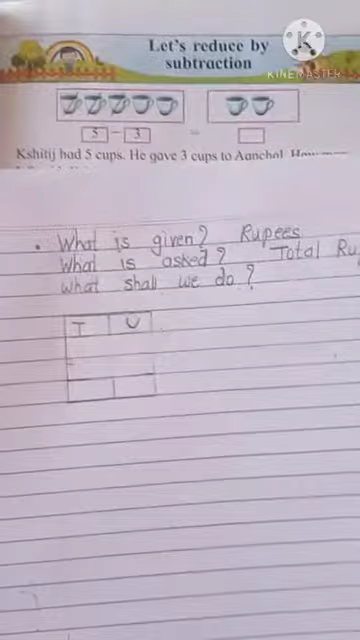 Let's reduce by
subtraction
KINEMASTER
5 - 3 =
Kshitij had 5 cups. He gave 3 cups to Aanchal.
What is given? Rupees
What is asked? Total
What shall we do?
T U